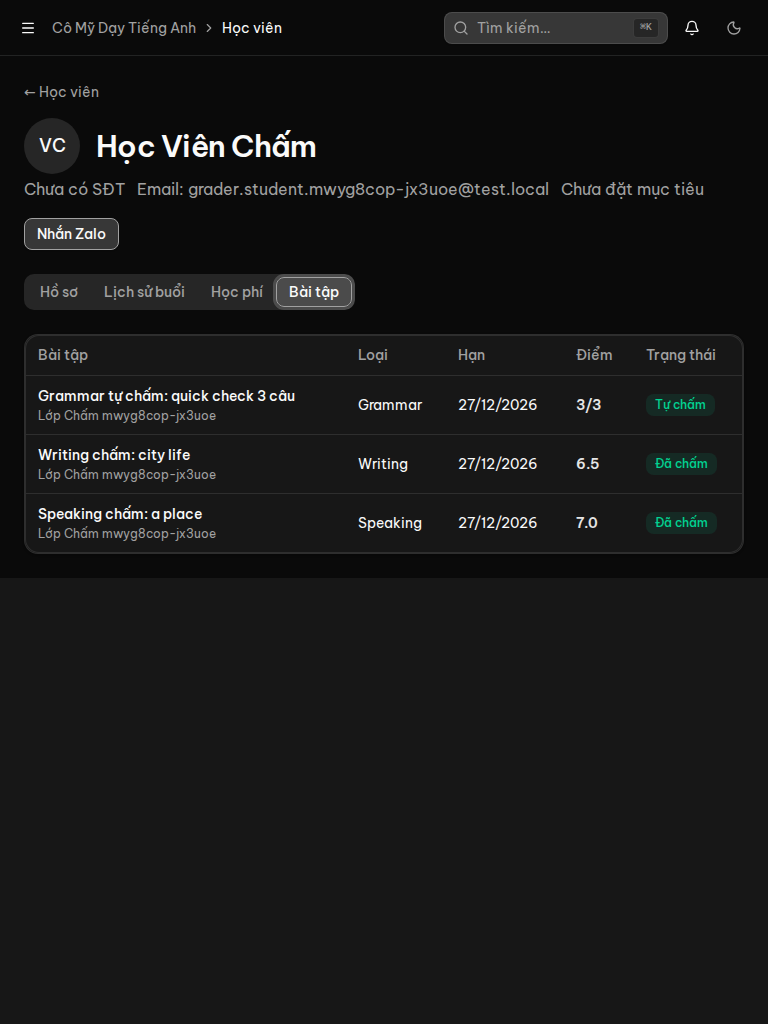 Cô Mỹ Dạy Tiếng Anh > Học viên Tìm kiếm... ⌘K
← Học viên
VC Học Viên Chấm
Chưa có SĐT Email: grader.student.mwyg8cop-jx3uoe@test.local Chưa đặt mục tiêu
Nhắn Zalo
Hồ sơ Lịch sử buổi Học phí Bài tập
Bài tập Loại Hạn Điểm Trạng thái
Grammar tự chấm: quick check 3 câu
Lớp Chấm mwyg8cop-jx3uoe
Grammar 27/12/2026 3/3 Tự chấm
Writing chấm: city life
Lớp Chấm mwyg8cop-jx3uoe
Writing 27/12/2026 6.5 Đã chấm
Speaking chấm: a place
Lớp Chấm mwyg8cop-jx3uoe
Speaking 27/12/2026 7.0 Đã chấm